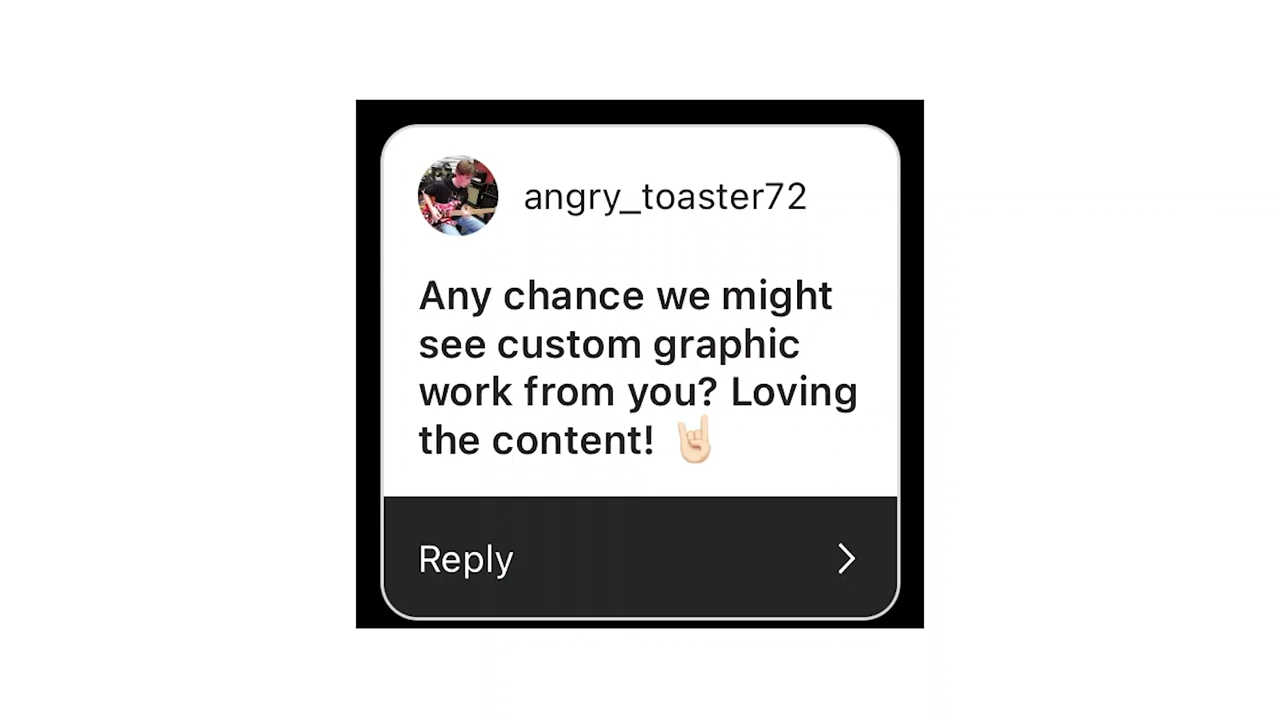 angry_toaster72
Any chance we might
see custom graphic
work from you? Loving
the content! 🤘🏻
Reply